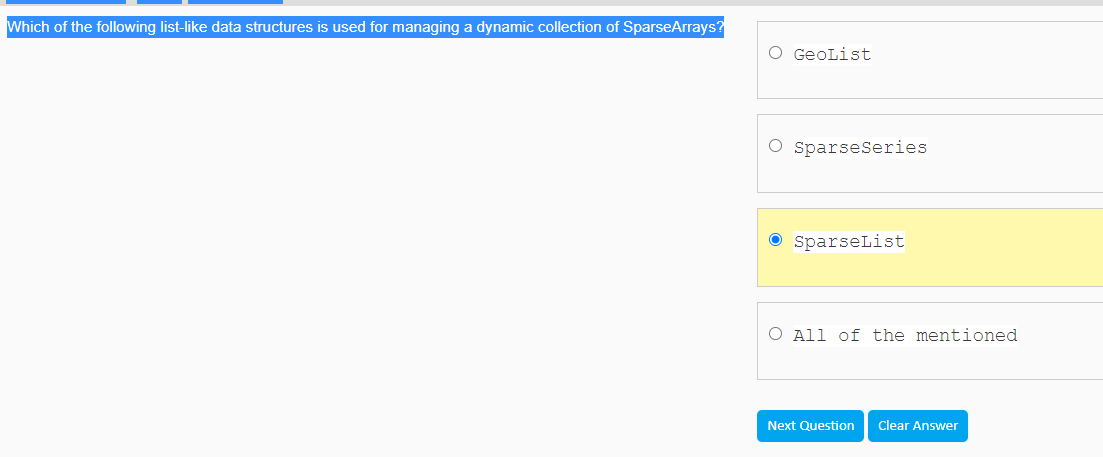 Which of the following list-like data structures is used for managing a dynamic collection of SparseArrays?
GeoList
SparseSeries
SparseList
All of the mentioned
Next Question
Clear Answer